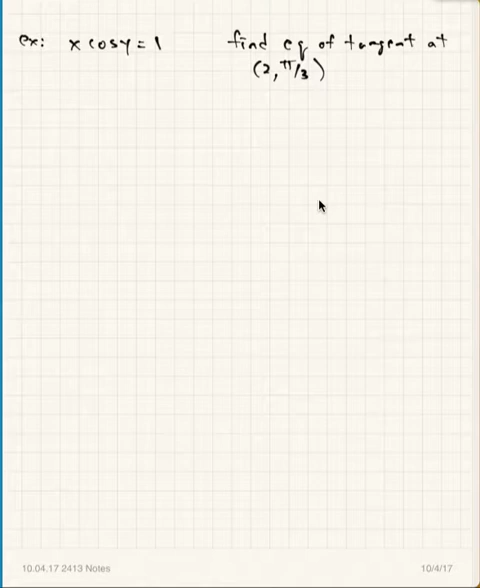 ex: x cosy = 1 find eq of tangent at
(2, π/3)
10.04.17 2413 Notes 10/4/17